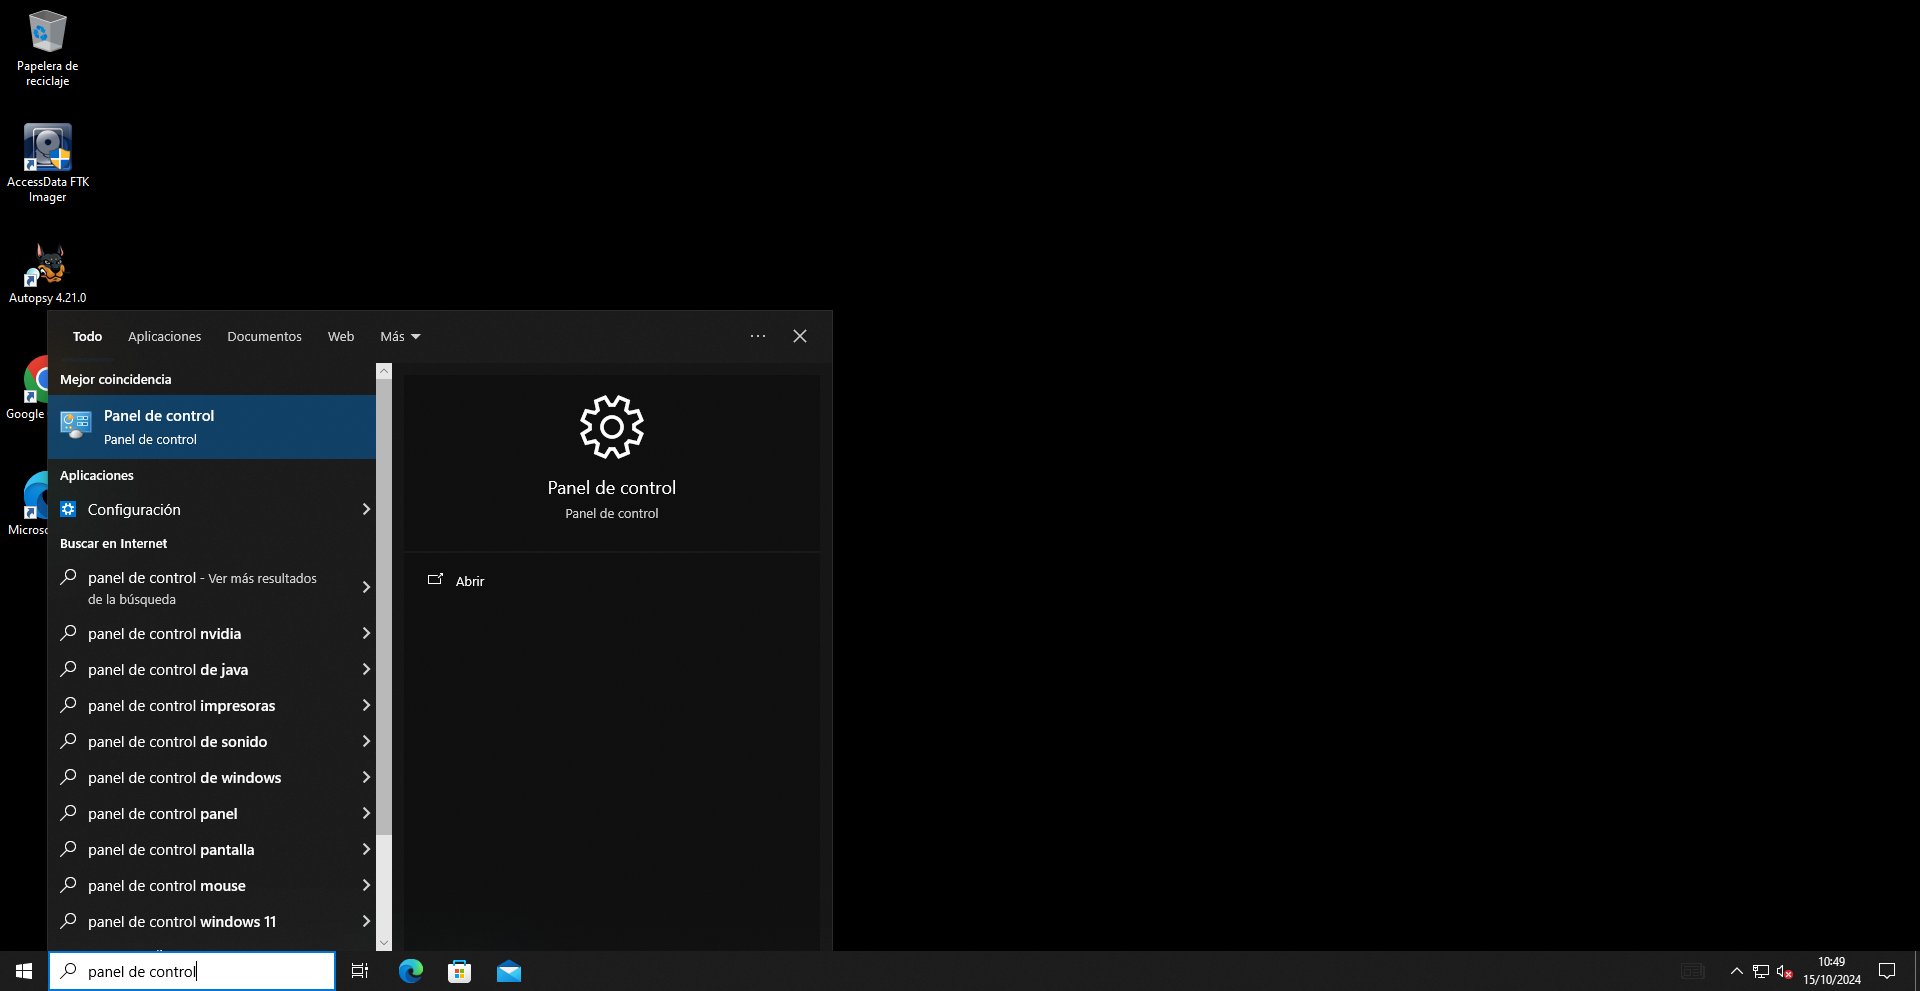 Papelera de
reciclaje
AccessData FTK
Imager
Autopsy 4.21.0
Google
Microso
Todo
Aplicaciones
Documentos
Web
Más
Mejor coincidencia
Panel de control
Panel de control
Aplicaciones
Configuración
Buscar en Internet
panel de control - Ver más resultados
de la búsqueda
panel de control nvidia
panel de control de java
panel de control impresoras
panel de control de sonido
panel de control de windows
panel de control panel
panel de control pantalla
panel de control mouse
panel de control windows 11
Panel de control
Panel de control
Abrir
panel de control
10:49
15/10/2024